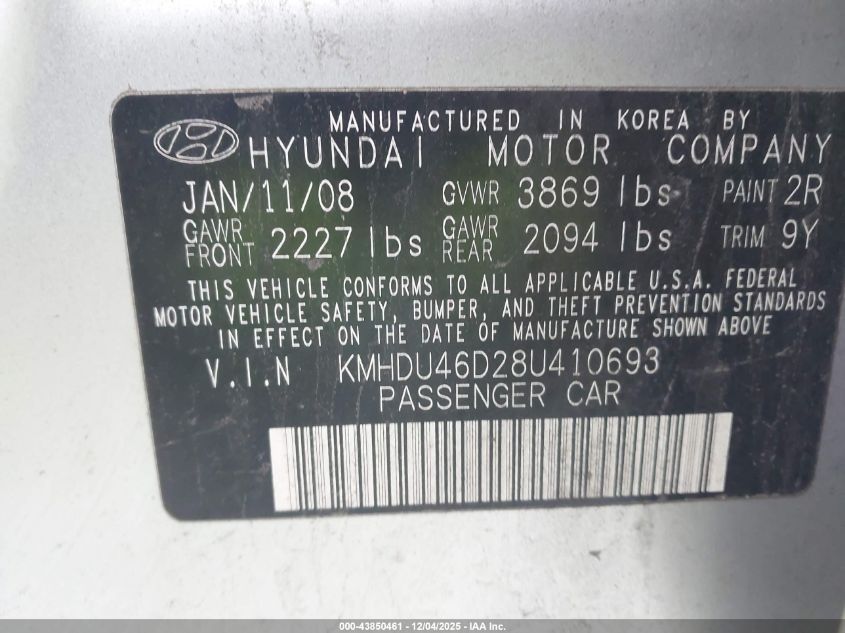 MANUFACTURED IN KOREA BY
HYUNDAI MOTOR COMPANY
JAN/11/08 GVWR 3869 lbs PAINT 2R
GAWR FRONT 2227 lbs GAWR REAR 2094 lbs TRIM 9Y
THIS VEHICLE CONFORMS TO ALL APPLICABLE U.S.A. FEDERAL
MOTOR VEHICLE SAFETY, BUMPER, AND THEFT PREVENTION STANDARDS
IN EFFECT ON THE DATE OF MANUFACTURE SHOWN ABOVE
V.I.N KMHDU46D28U410693
PASSENGER CAR
000-43850461 - 12/04/2025 - IAA Inc.